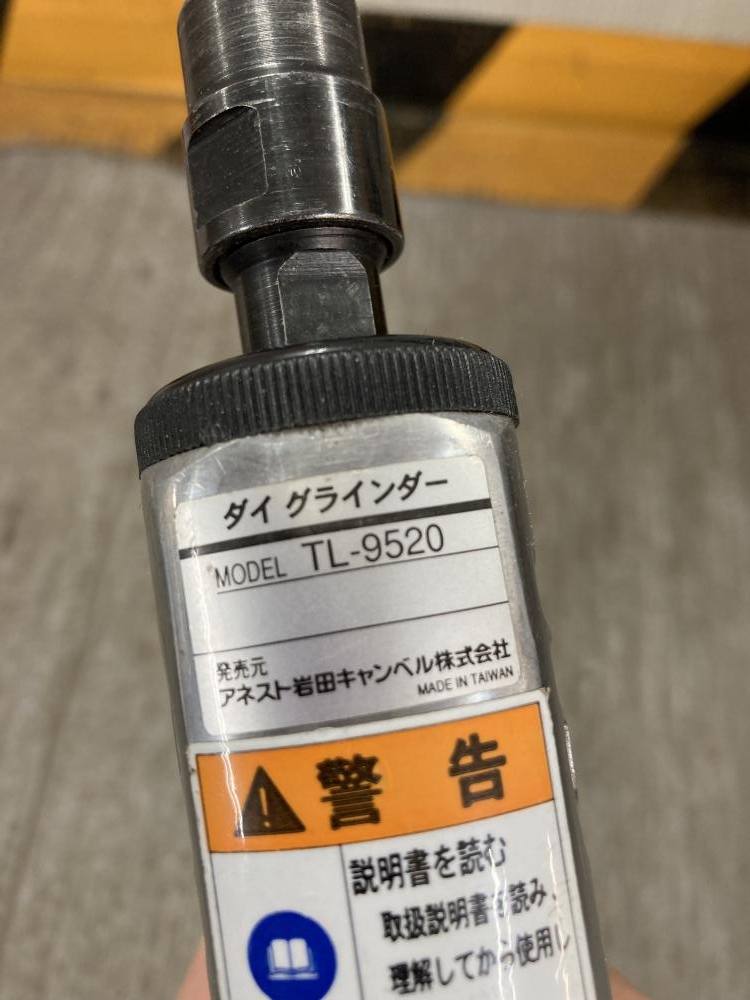 ダイ グラインダー
MODEL TL-9520
発売元
アネスト岩田キャンベル株式会社
MADE IN TAIWAN
警 告
説明書を読む
取扱説明書を読み、
理解してから使用し